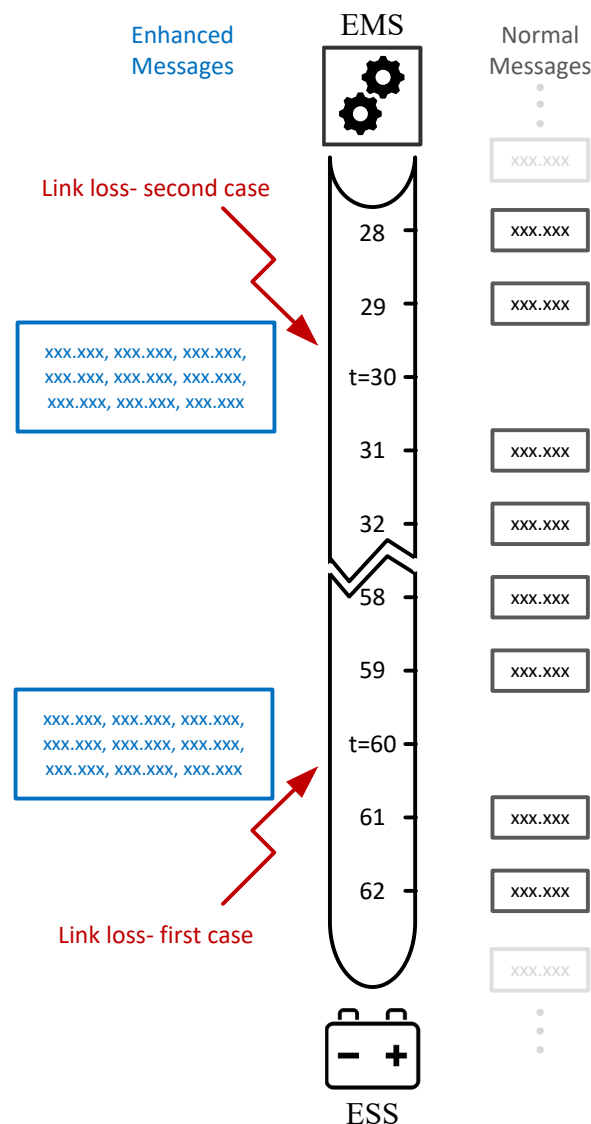 EMS
Enhanced
Messages
Normal
Messages
xxx.xxx
Link loss- second case
28
xxx.xxx
29
xxx.xxx
xxx.xxx, xxx.xxx, xxx.xxx,
xxx.xxx, xxx.xxx, xxx.xxx,
xxx.xxx, xxx.xxx, xxx.xxx
t=30
31
xxx.xxx
32
xxx.xxx
58
xxx.xxx
59
xxx.xxx
xxx.xxx, xxx.xxx, xxx.xxx,
xxx.xxx, xxx.xxx, xxx.xxx,
xxx.xxx, xxx.xxx, xxx.xxx
t=60
61
xxx.xxx
62
xxx.xxx
Link loss- first case
xxx.xxx
ESS